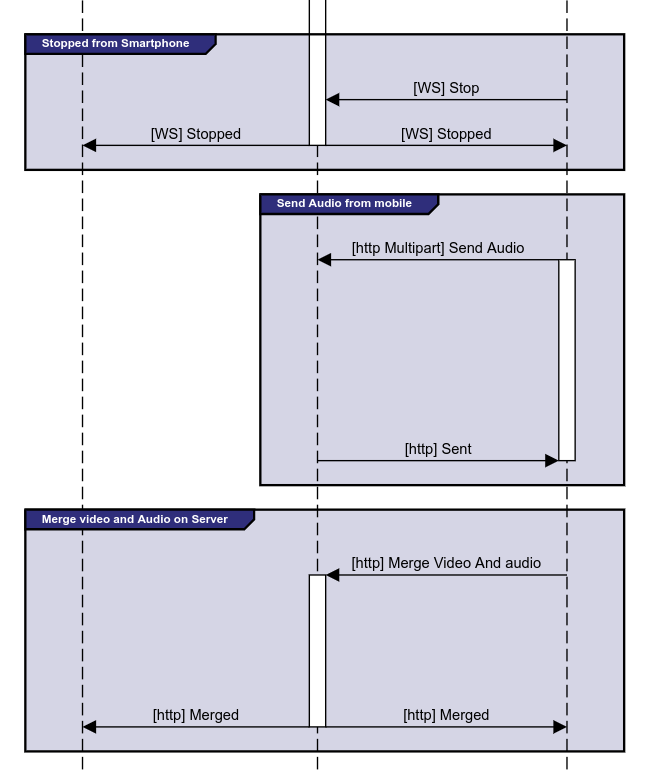 Stopped from Smartphone
[WS] Stop
[WS] Stopped
[WS] Stopped
Send Audio from mobile
[http Multipart] Send Audio
[http] Sent
Merge video and Audio on Server
[http] Merge Video And audio
[http] Merged
[http] Merged